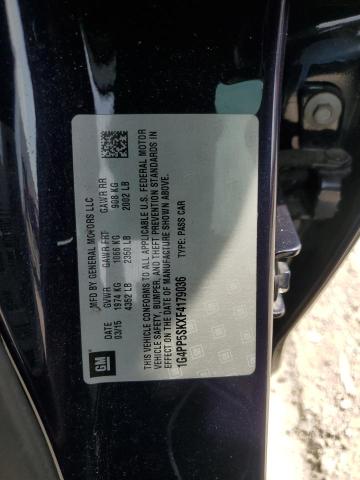 MFD BY GENERAL MOTORS LLC
DATE GVWR GAWR FRT GAWR RR
03/15 1974 KG 1066 KG 908 KG
4352 LB 2350 LB 2002 LB
THIS VEHICLE CONFORMS TO ALL APPLICABLE U.S. FEDERAL MOTOR
VEHICLE SAFETY, BUMPER, AND THEFT PREVENTION STANDARDS IN
EFFECT ON THE DATE OF MANUFACTURE SHOWN ABOVE.
1G4PP5SKXF4179036 TYPE: PASS CAR
GM